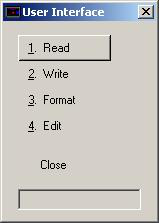 User Interface
1. Read
2. Write
3. Format
4. Edit
Close